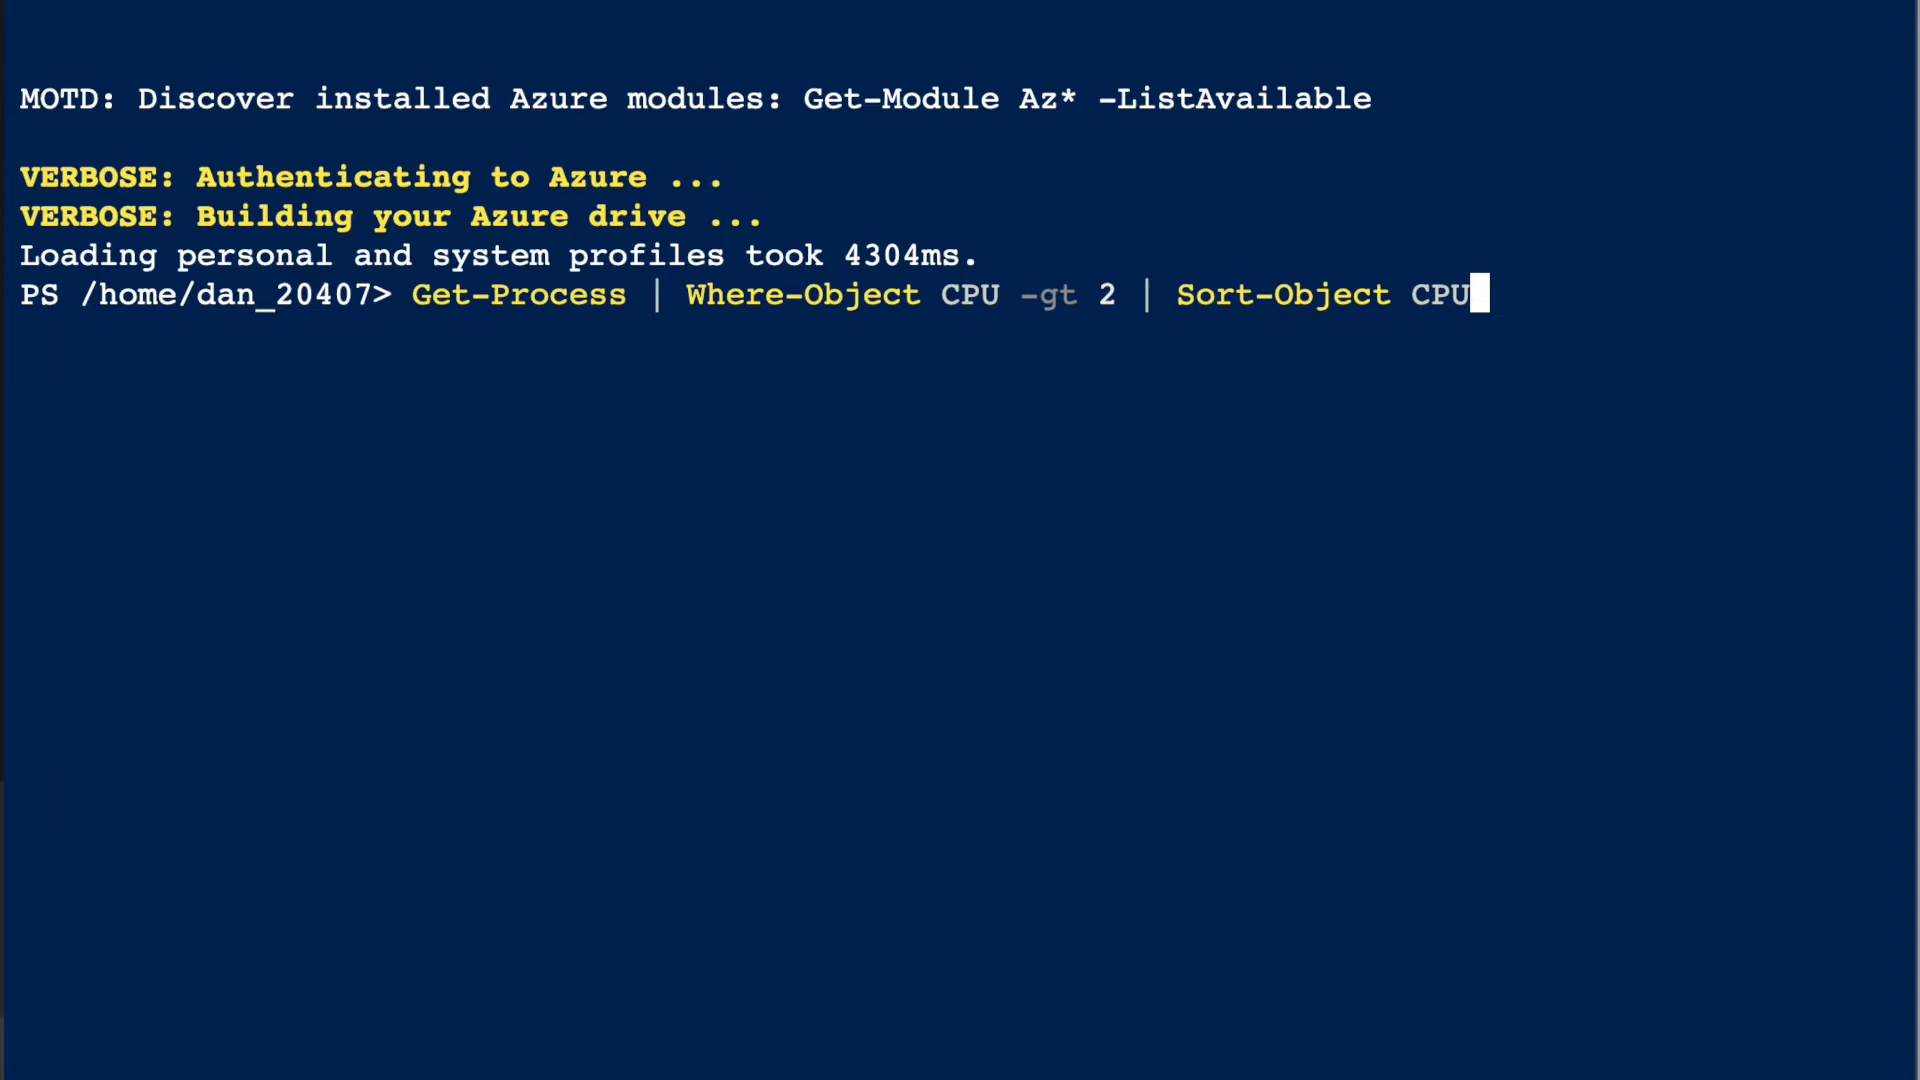 MOTD: Discover installed Azure modules: Get-Module Az* -ListAvailable
VERBOSE: Authenticating to Azure ...
VERBOSE: Building your Azure drive ...
Loading personal and system profiles took 4304ms.
PS /home/dan_20407> Get-Process | Where-Object CPU -gt 2 | Sort-Object CPU